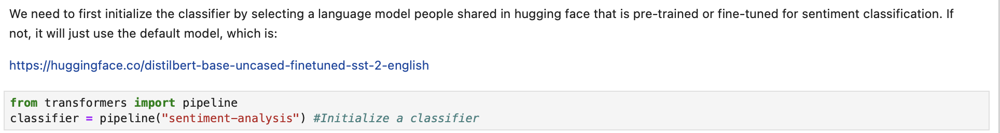 We need to first initialize the classifier by selecting a language model people shared in hugging face that is pre-trained or fine-tuned for sentiment classification. If
not, it will just use the default model, which is:
https://huggingface.co/distilbert-base-uncased-finetuned-sst-2-english
from transformers import pipeline
classifier = pipeline("sentiment-analysis") #Initialize a classifier